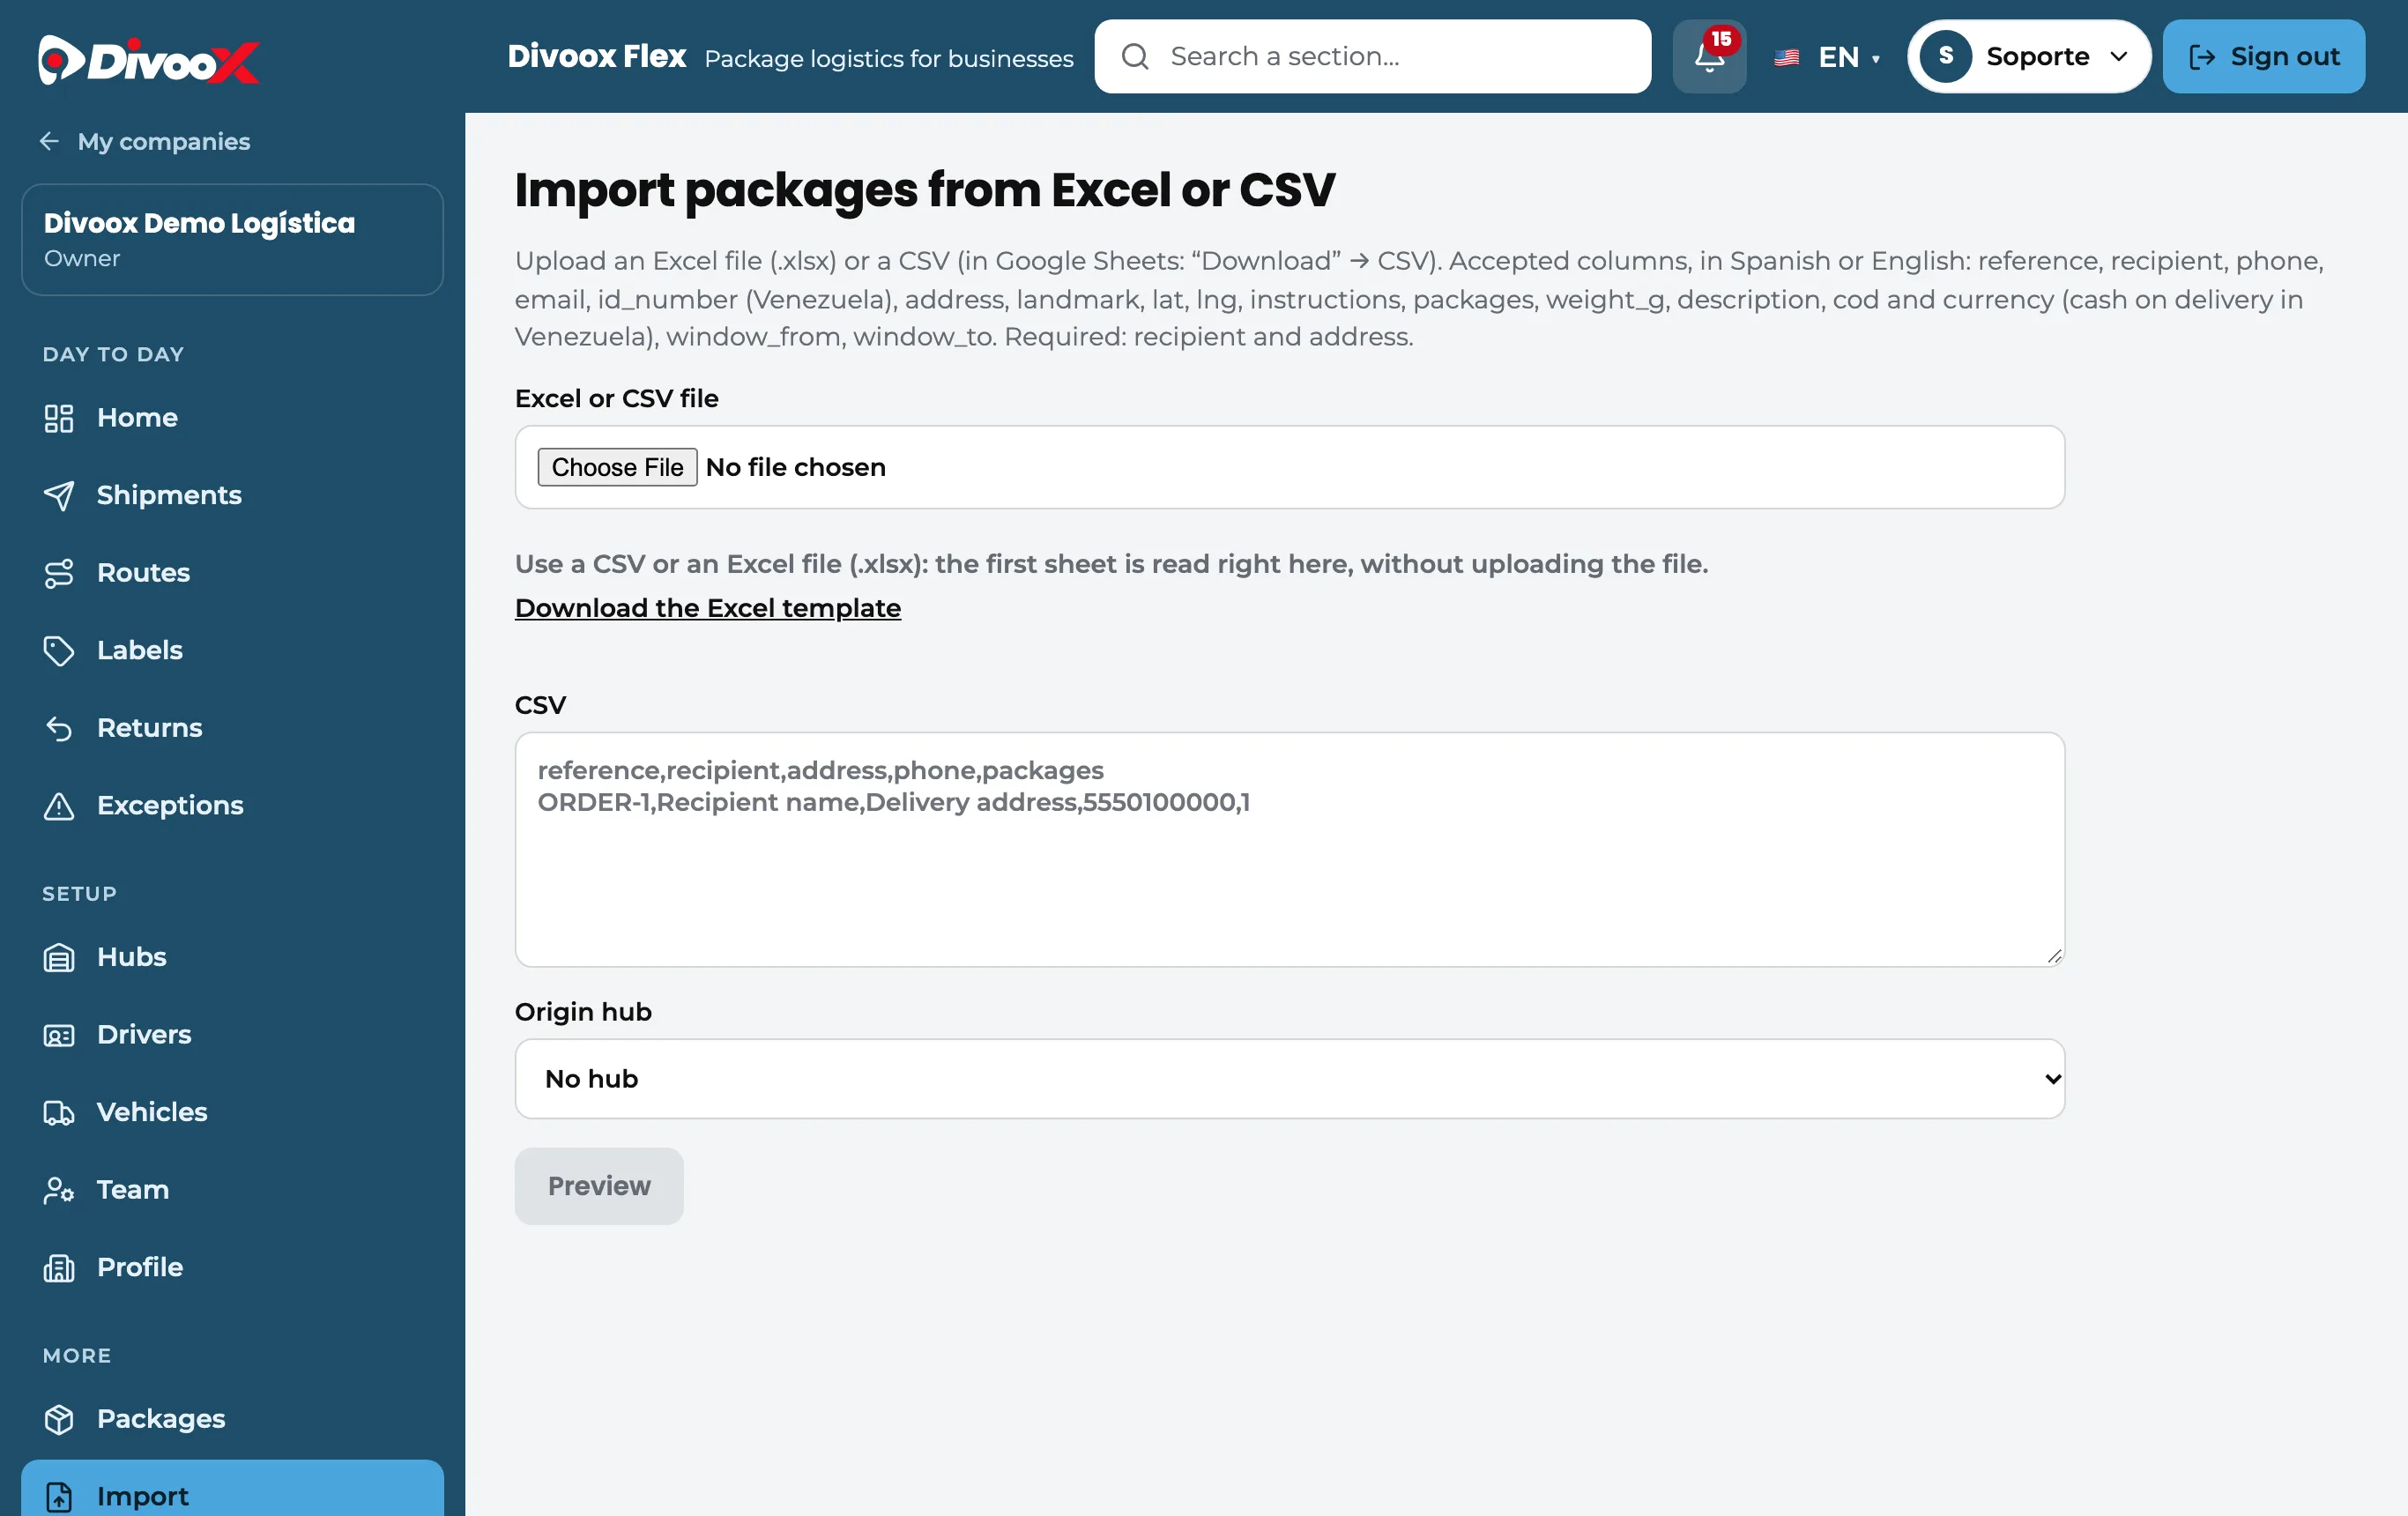 DivooX
Divoox Flex
Package logistics for businesses
Search a section...
15
EN
S
Soporte
Sign out
My companies
Divoox Demo Logística
Owner
DAY TO DAY
Home
Shipments
Routes
Labels
Returns
Exceptions
SETUP
Hubs
Drivers
Vehicles
Team
Profile
MORE
Packages
Import
Import packages from Excel or CSV
Upload an Excel file (.xlsx) or a CSV (in Google Sheets: “Download” → CSV). Accepted columns, in Spanish or English: reference, recipient, phone,
email, id_number (Venezuela), address, landmark, lat, lng, instructions, packages, weight_g, description, cod and currency (cash on delivery in
Venezuela), window_from, window_to. Required: recipient and address.
Excel or CSV file
Choose File No file chosen
Use a CSV or an Excel file (.xlsx): the first sheet is read right here, without uploading the file.
Download the Excel template
CSV
reference,recipient,address,phone,packages
ORDER-1,Recipient name,Delivery address,5550100000,1
Origin hub
No hub
Preview